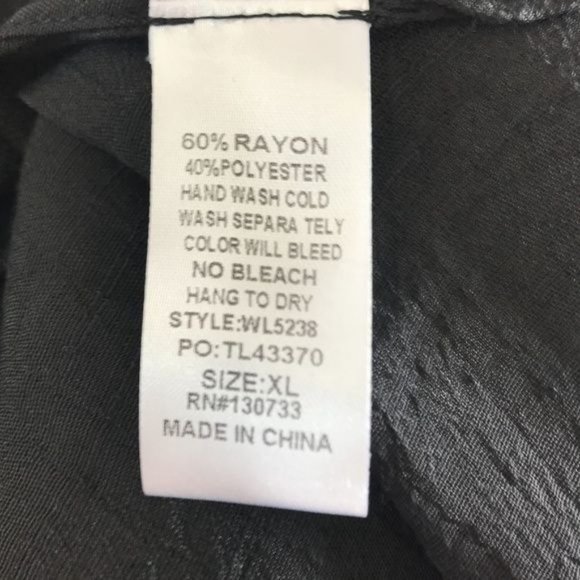 60% RAYON
40%POLYESTER
HAND WASH COLD
WASH SEPARA TELY
COLOR WILL BLEED
NO BLEACH
HANG TO DRY
STYLE:WL5238
PO:TL43370
SIZE:XL
RN#130733
MADE IN CHINA